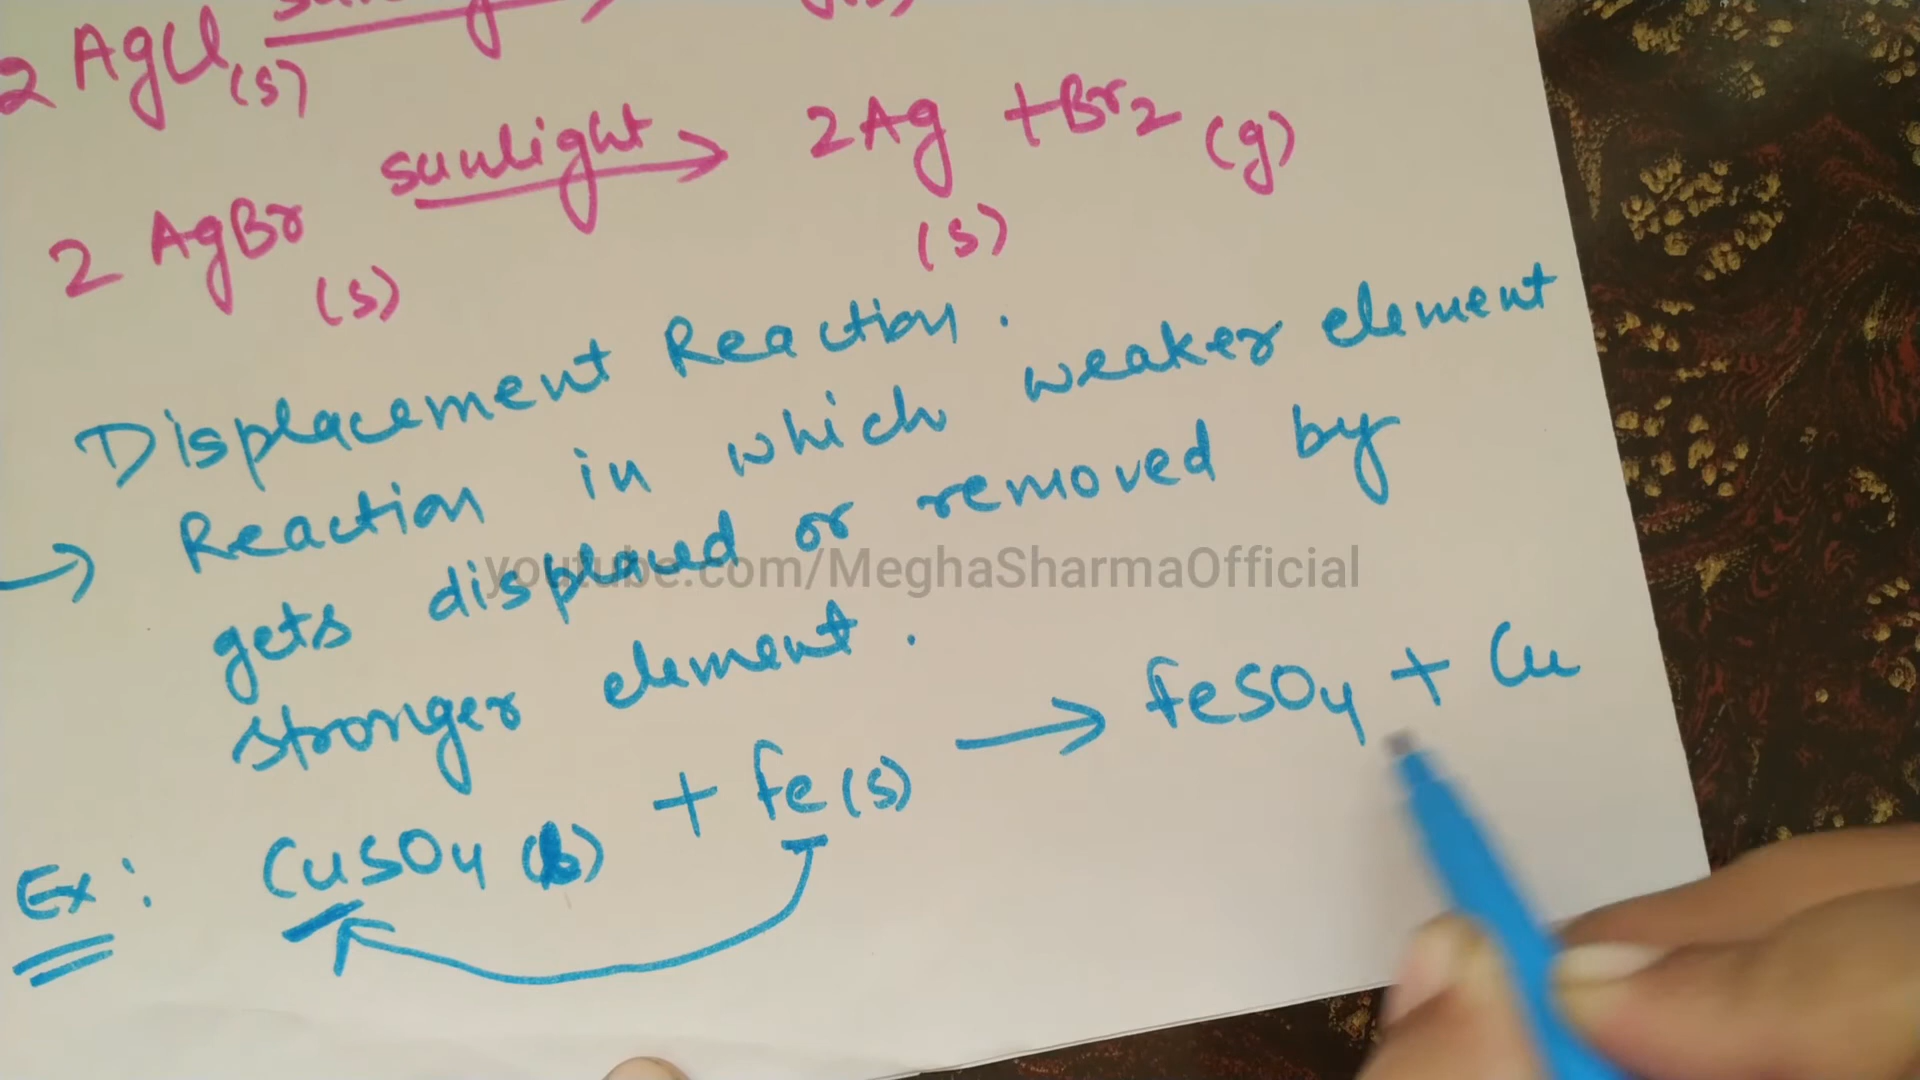 2 AgCl (s)
2 AgBr (s) sunlight → 2Ag (s) + Br2 (g)
Displacement Reaction.
→ Reaction in which weaker element
gets displaced or removed by
stronger element.
Ex: CuSO4 + Fe (s) → FeSO4 + Cu
youtube.com/MeghaSharmaOfficial